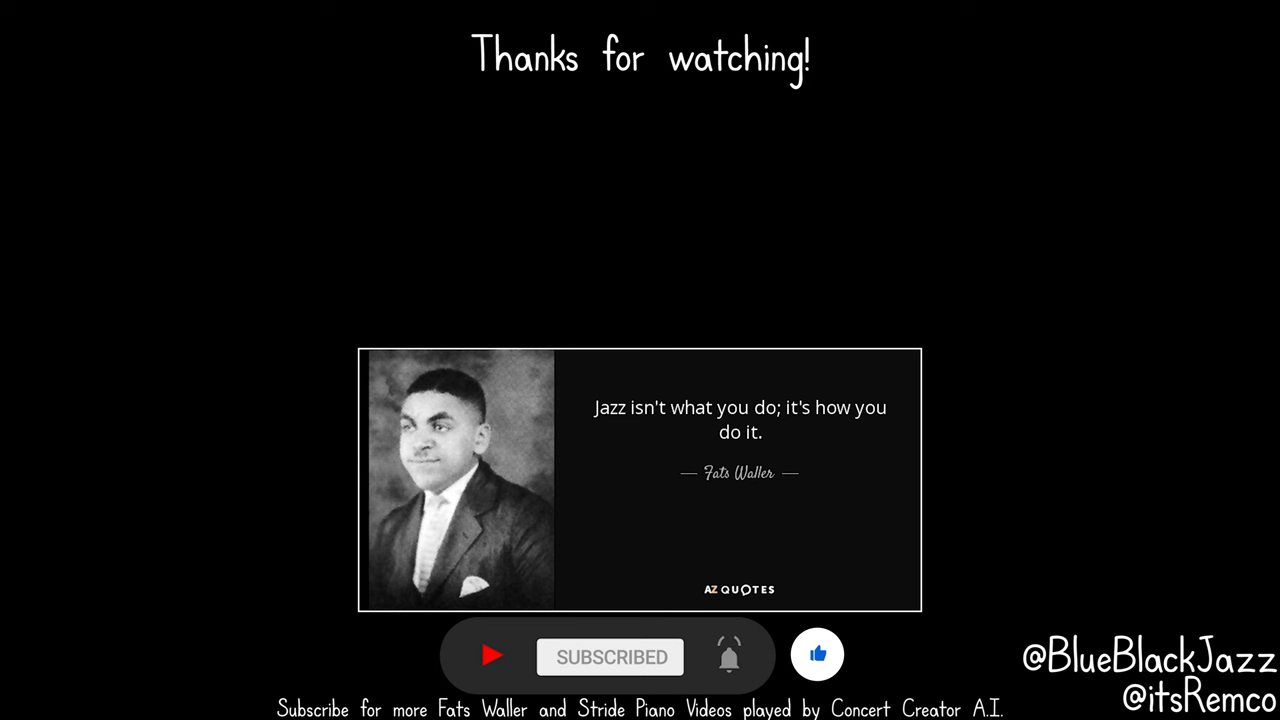 Thanks for watching!
Jazz isn't what you do; it's how you
do it.
— Fats Waller —
AZ QUOTES
SUBSCRIBED
@BlueBlackJazz
@itsRemco
Subscribe for more Fats Waller and Stride Piano Videos played by Concert Creator A.I.